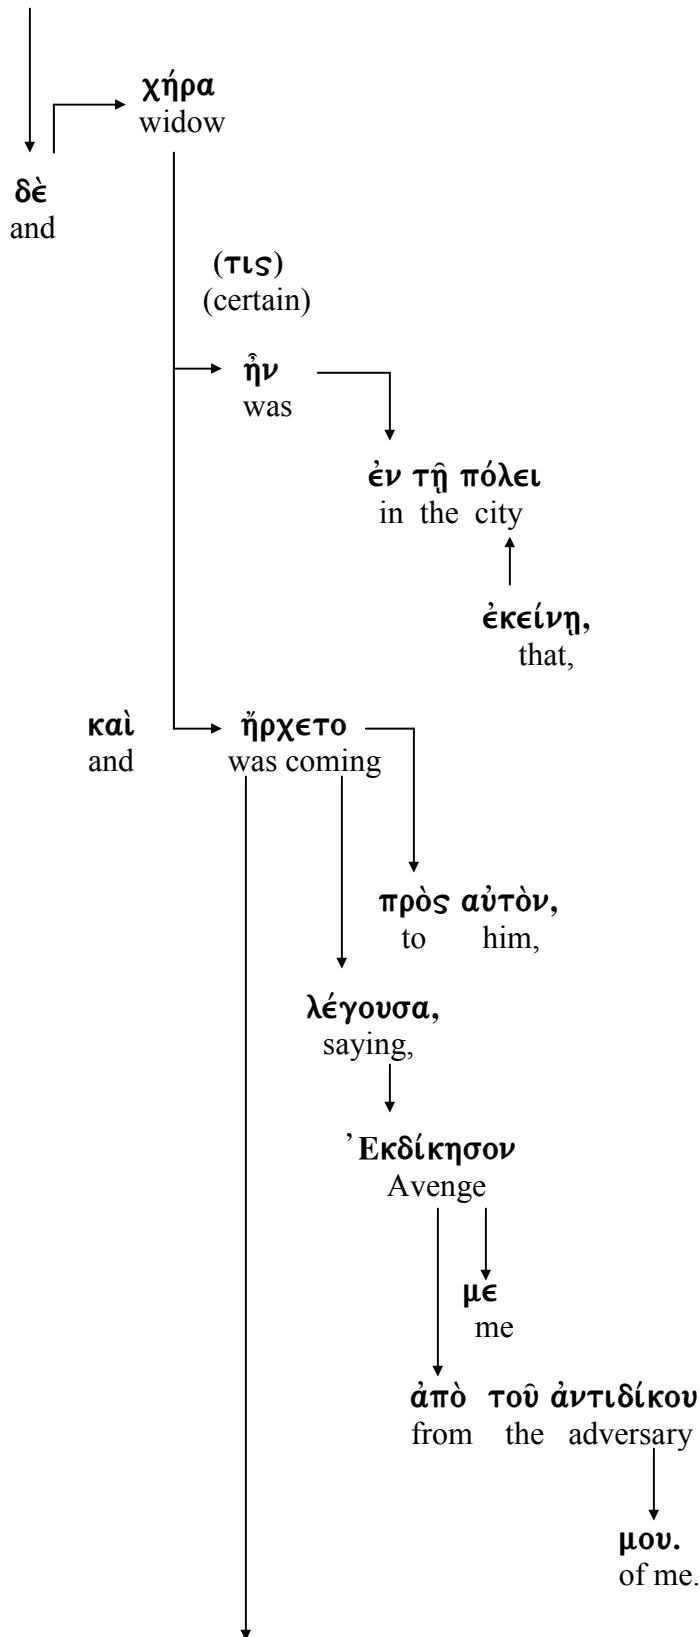 χήρα
widow
δὲ
and
(τις)
(certain)
ἦν
was
ἐν τῇ πόλει
in the city
ἐκείνῃ,
that,
καὶ ἤρχετο
and was coming
πρὸς αὐτὸν,
to him,
λέγουσα,
saying,
᾿Εκδίκησον
Avenge
με
me
ἀπὸ τοῦ ἀντιδίκου
from the adversary
μου.
of me.